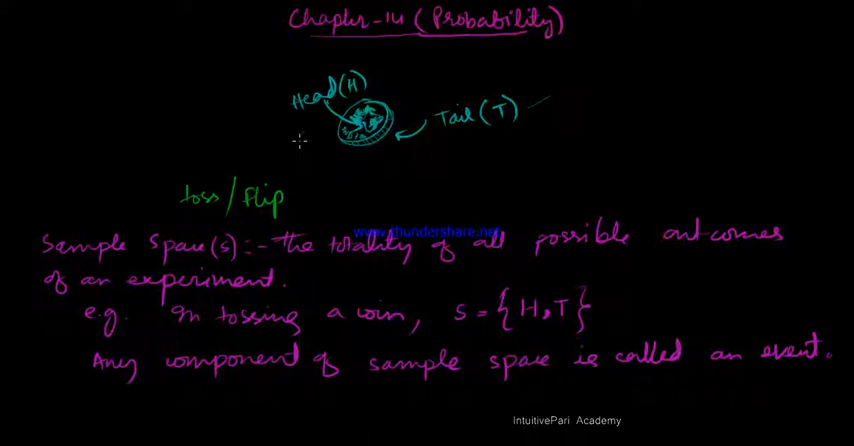 Chapter-14 (Probability)
Head (H)
Tail (T)
toss/Flip
www.thundershare.net
Sample Space(s) :- The totality of all possible outcomes
of an experiment.
e.g. In tossing a coin, S = {H, T}
Any component of sample space is called an event.
IntuitivePari Academy